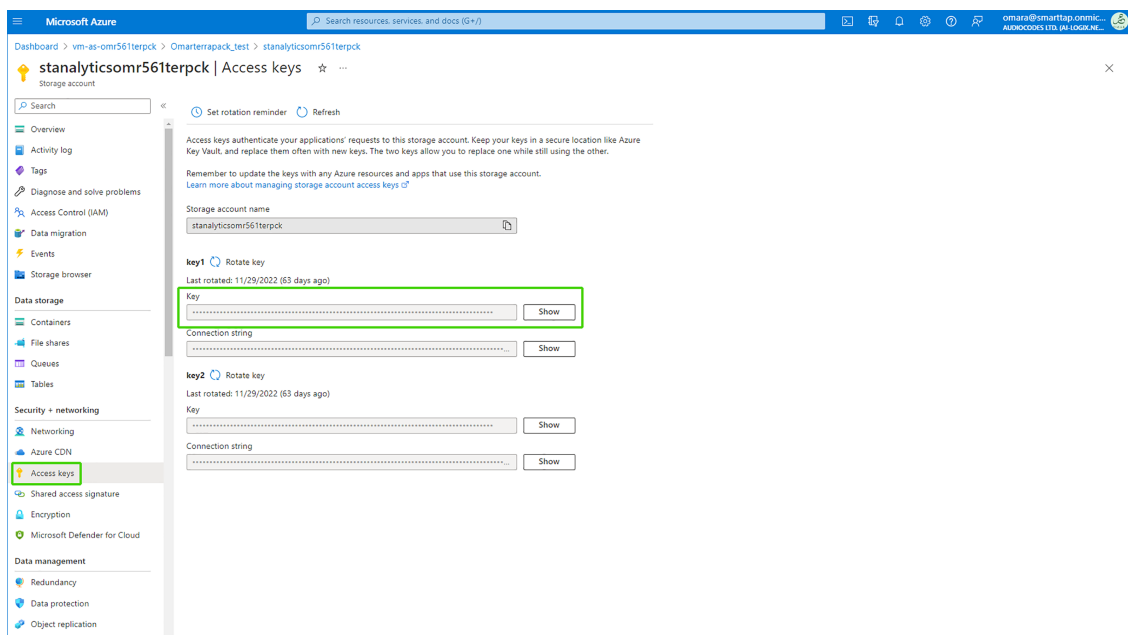 Microsoft Azure
Search resources, services, and docs (G+/)
omara@smarttap.onmic...
AUDIOCODES LTD. (AI-LOGIX.NE...
Dashboard > vm-as-omr561terpck > Omarterrapack_test > stanalyticsomr561terpck
stanalyticsomr561terpck | Access keys
Storage account
Search
Overview
Activity log
Tags
Diagnose and solve problems
Access Control (IAM)
Data migration
Events
Storage browser
Data storage
Containers
File shares
Queues
Tables
Security + networking
Networking
Azure CDN
Access keys
Shared access signature
Encryption
Microsoft Defender for Cloud
Data management
Redundancy
Data protection
Object replication
Set rotation reminder Refresh
Access keys authenticate your applications' requests to this storage account. Keep your keys in a secure location like Azure
Key Vault, and replace them often with new keys. The two keys allow you to replace one while still using the other.
Remember to update the keys with any Azure resources and apps that use this storage account.
Learn more about managing storage account access keys
Storage account name
stanalyticsomr561terpck
key1 Rotate key
Last rotated: 11/29/2022 (63 days ago)
Key
Show
Connection string
Show
key2 Rotate key
Last rotated: 11/29/2022 (63 days ago)
Key
Show
Connection string
Show